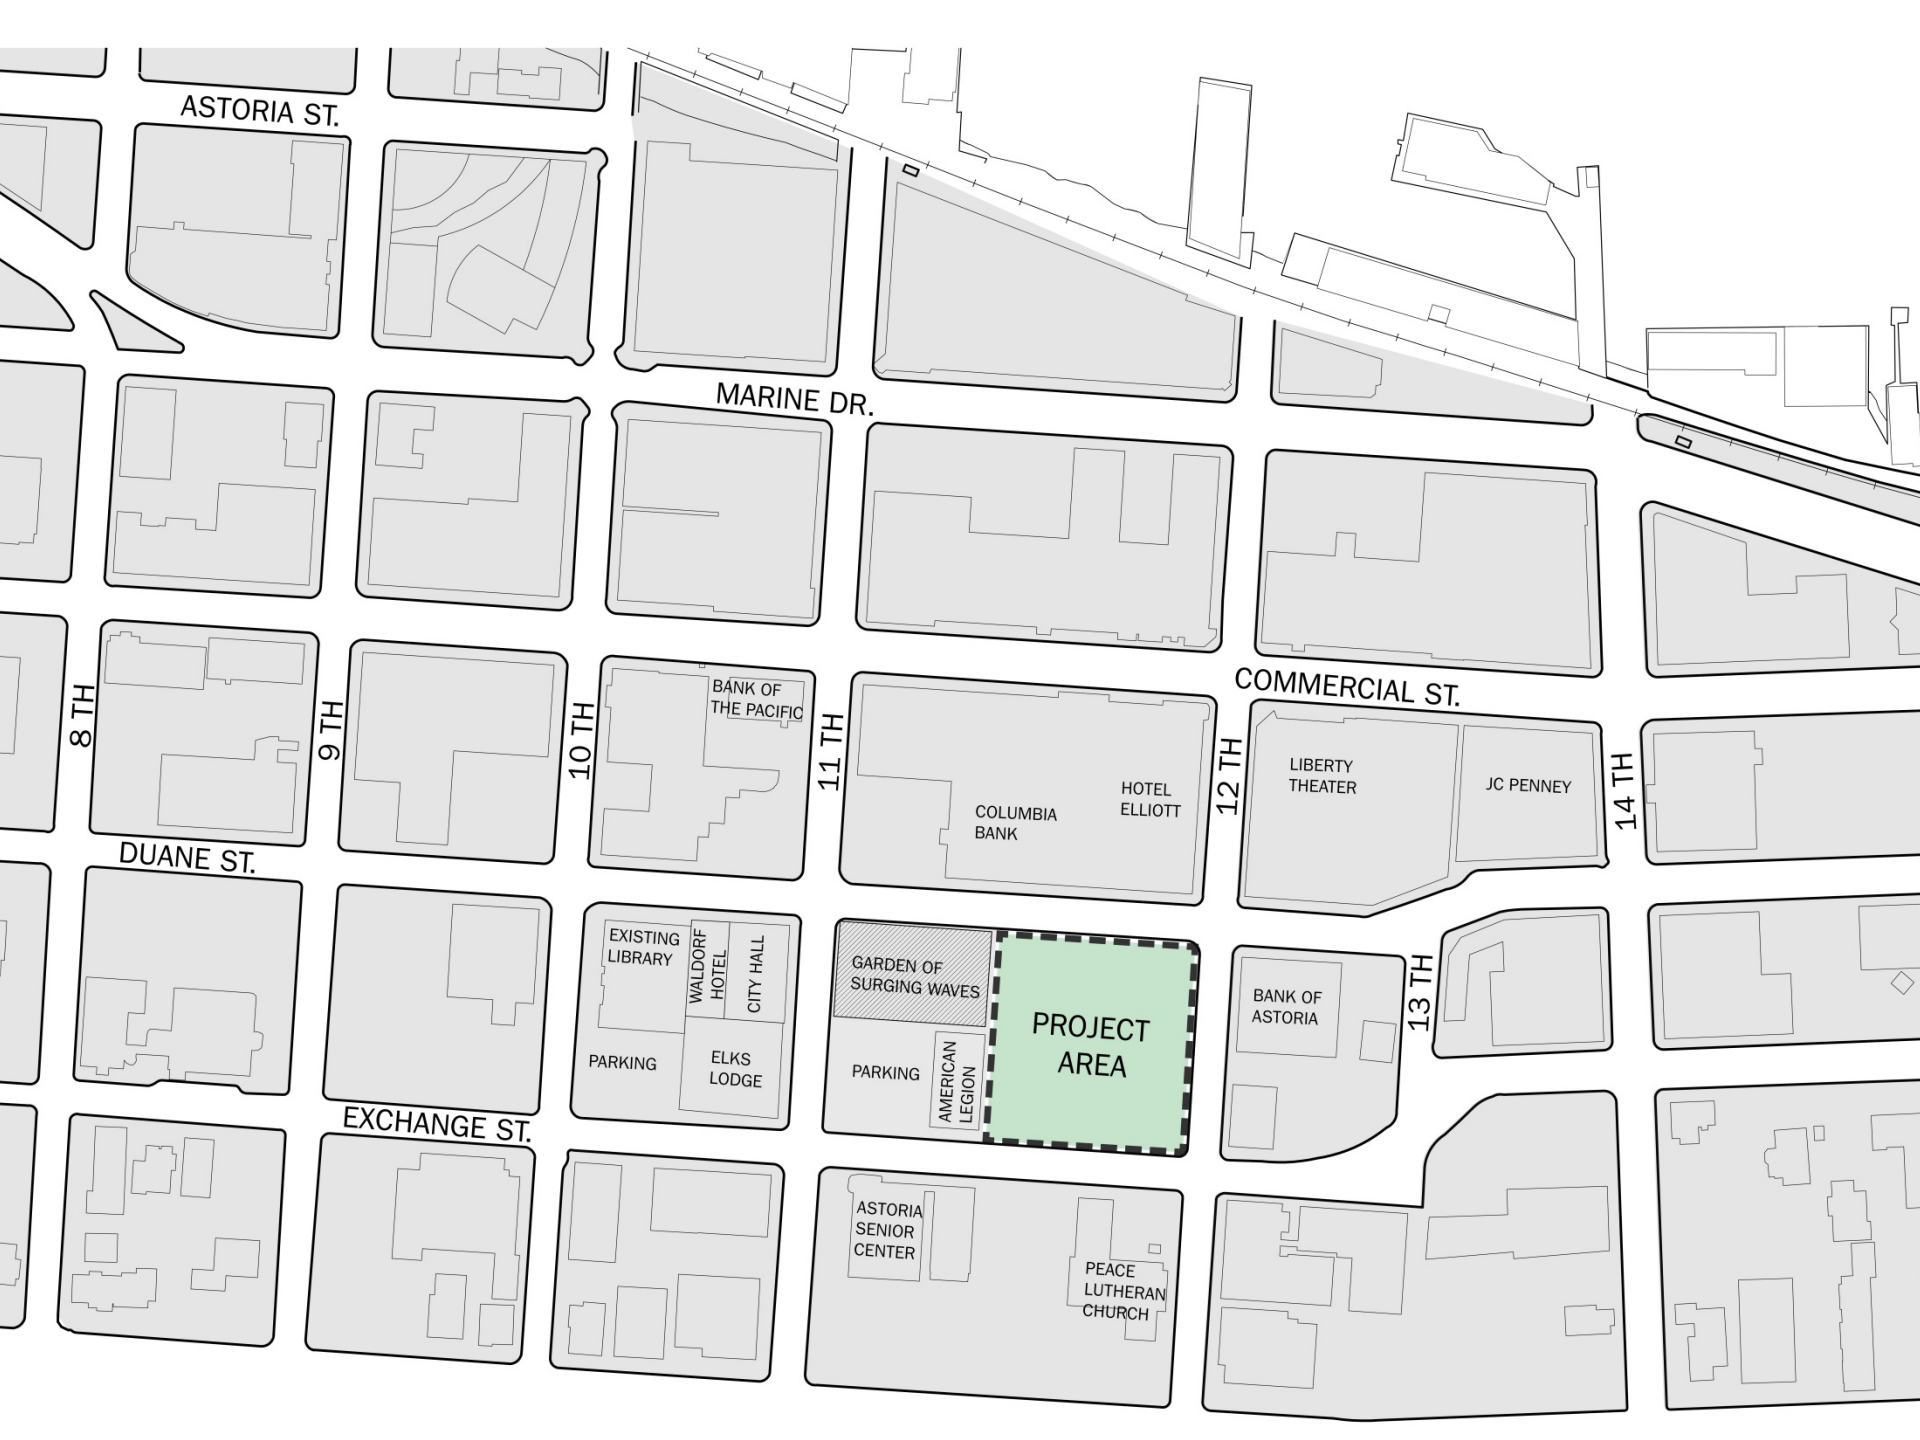 ASTORIA ST.
MARINE DR.
COMMERCIAL ST.
8 TH
9 TH
10 TH
BANK OF
THE PACIFIC
11 TH
COLUMBIA
BANK
HOTEL
ELLIOTT
12 TH
LIBERTY
THEATER
JC PENNEY
14 TH
DUANE ST.
EXISTING
LIBRARY
WALDORF
HOTEL
CITY HALL
PARKING
ELKS
LODGE
GARDEN OF
SURGING WAVES
PARKING
AMERICAN
LEGION
PROJECT
AREA
BANK OF
ASTORIA
13 TH
EXCHANGE ST.
ASTORIA
SENIOR
CENTER
PEACE
LUTHERAN
CHURCH